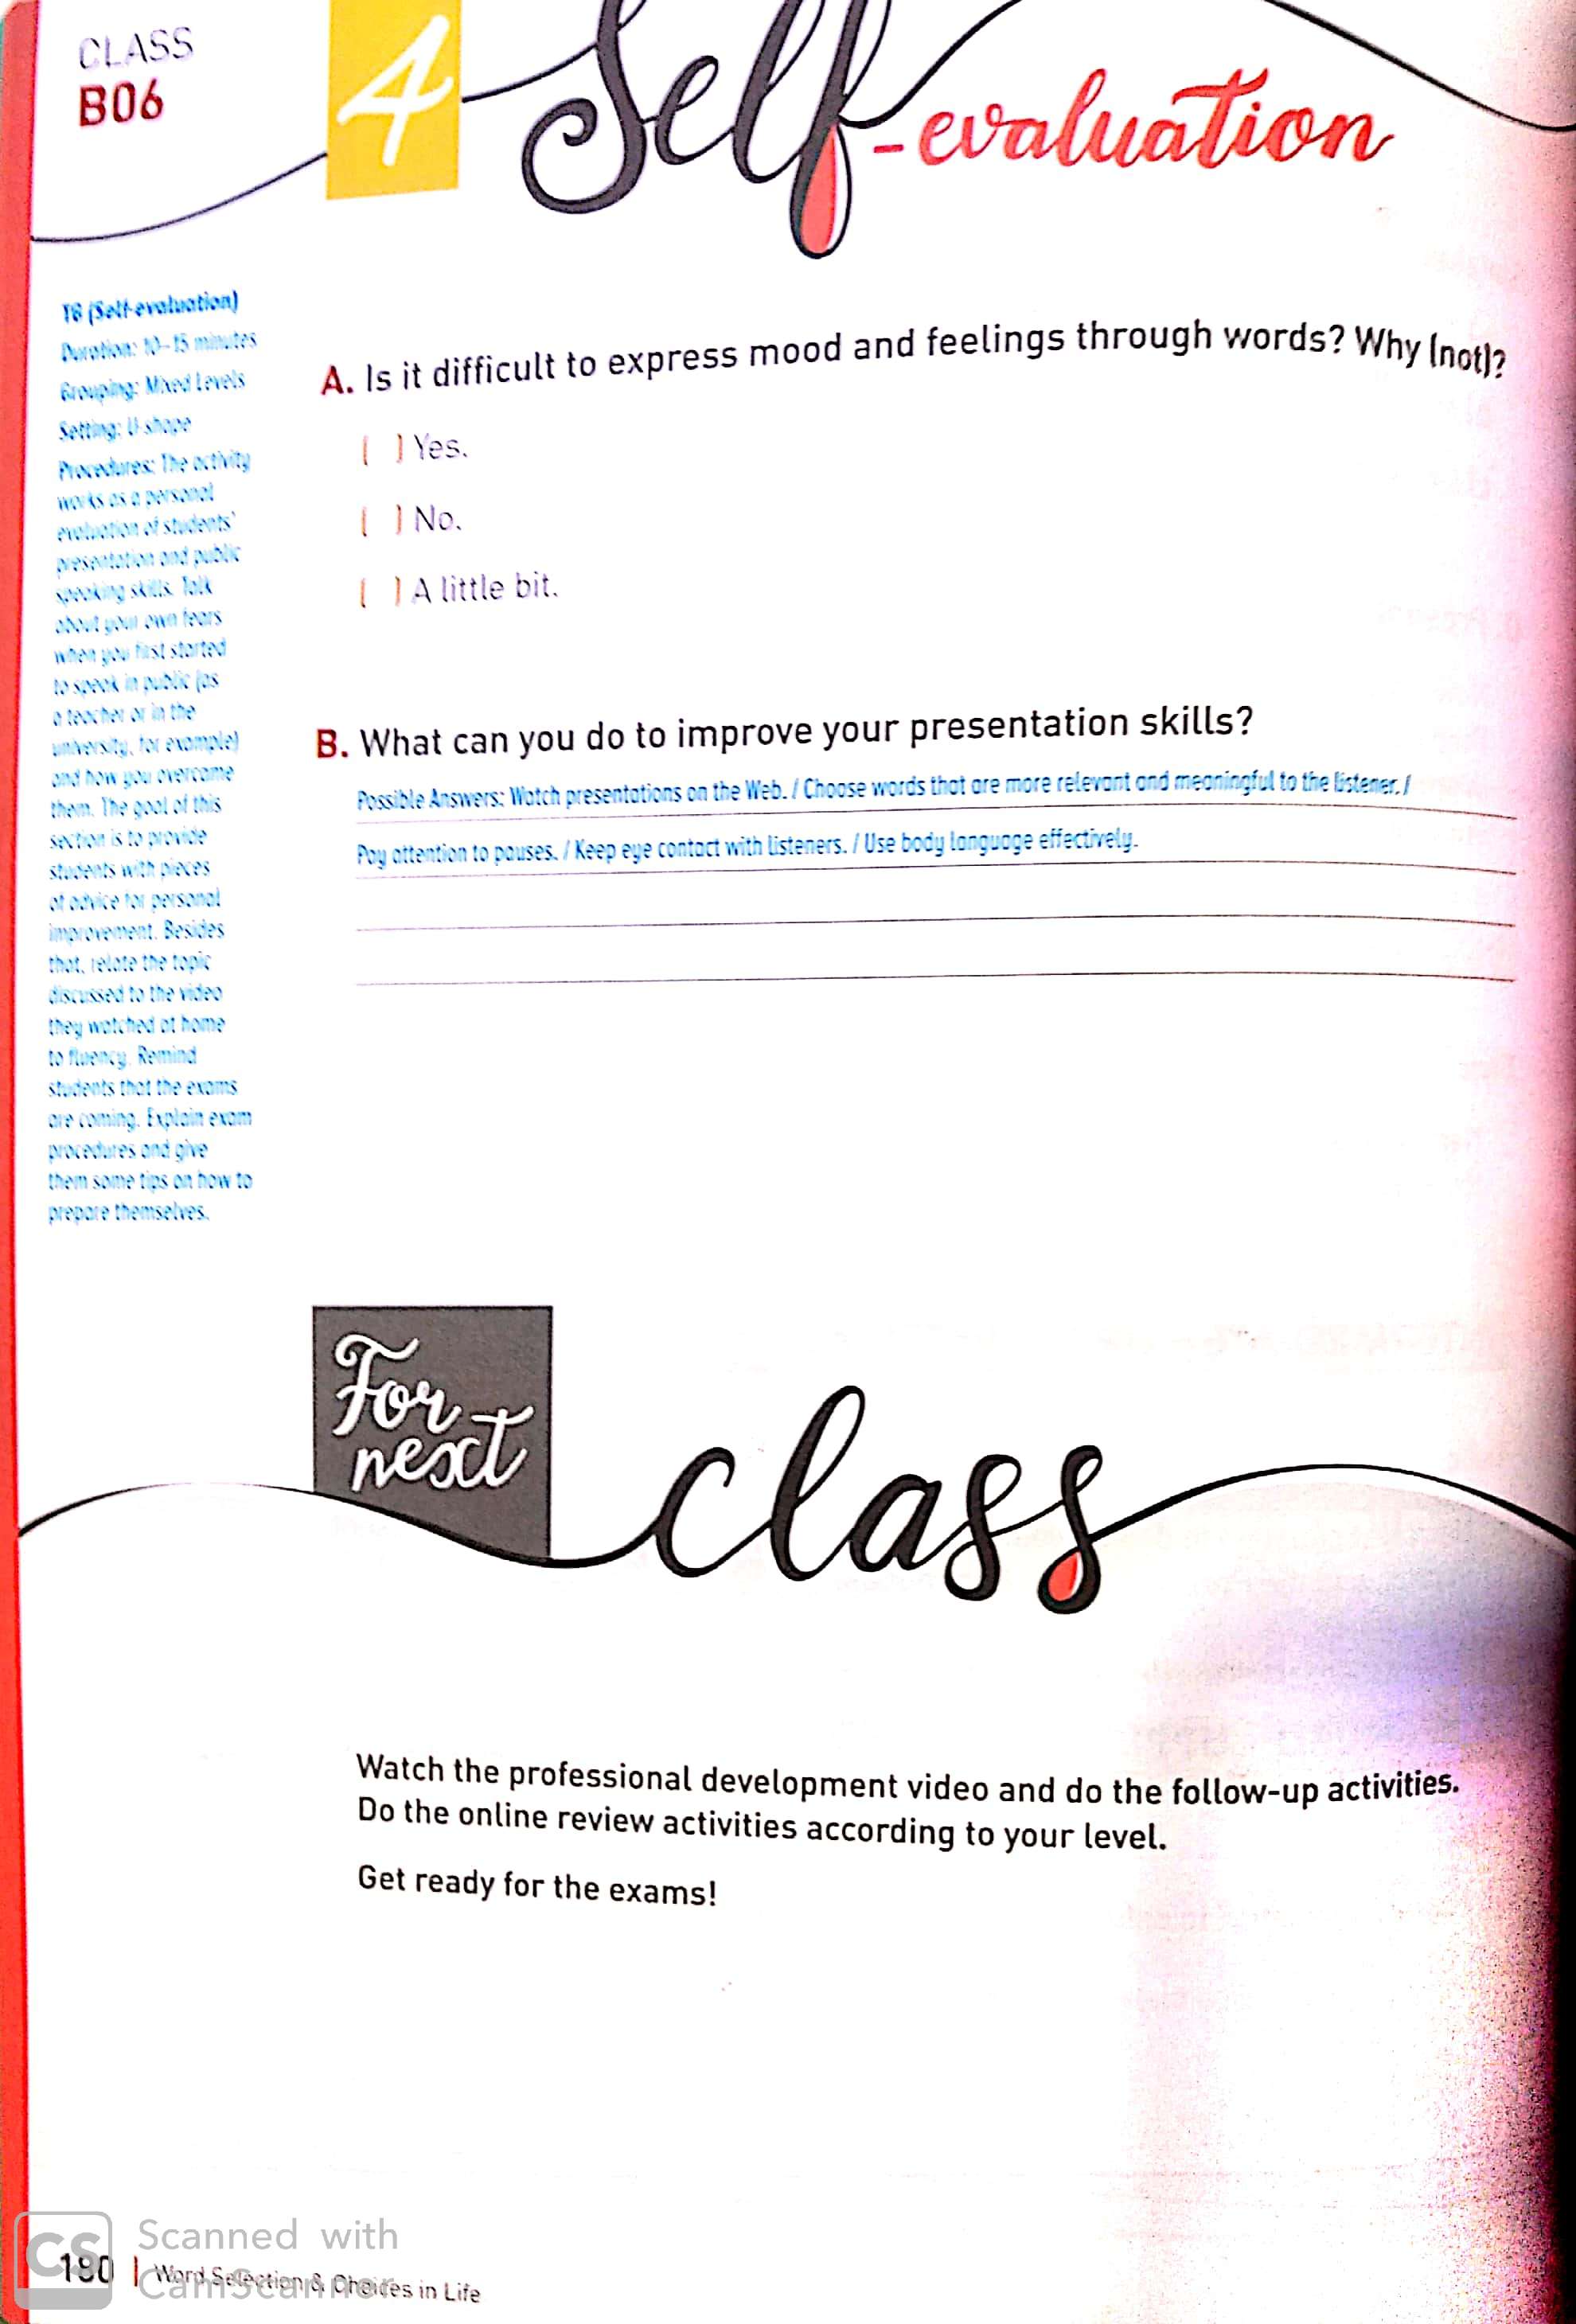 CLASS
B06
4
Self
-evaluation
T6 (Self-evaluation)
Duration: 10–15 minutes
Grouping: Mixed Levels
Setting: U-shape
Procedures: The activity
works as a personal
evaluation of students'
presentation and public
speaking skills. Talk
about your own fears
when you first started
to speak in public (as
a teacher or in the
university, for example)
and how you overcame
them. The goal of this
section is to provide
students with pieces
of advice for personal
improvement. Besides
that, relate the topic
discussed to the video
they watched at home
to fluency. Remind
students that the exams
are coming. Explain exam
procedures and give
them some tips on how to
prepare themselves.
A. Is it difficult to express mood and feelings through words? Why (not)?
( ) Yes.
( ) No.
( ) A little bit.
B. What can you do to improve your presentation skills?
Possible Answers: Watch presentations on the Web. / Choose words that are more relevant and meaningful to the listener. /
Pay attention to pauses. / Keep eye contact with listeners. / Use body language effectively.
For
next
class
Watch the professional development video and do the follow-up activities.
Do the online review activities according to your level.
Get ready for the exams!
CS
Scanned with
CamScanner
190 | Word Selection & Choices in Life